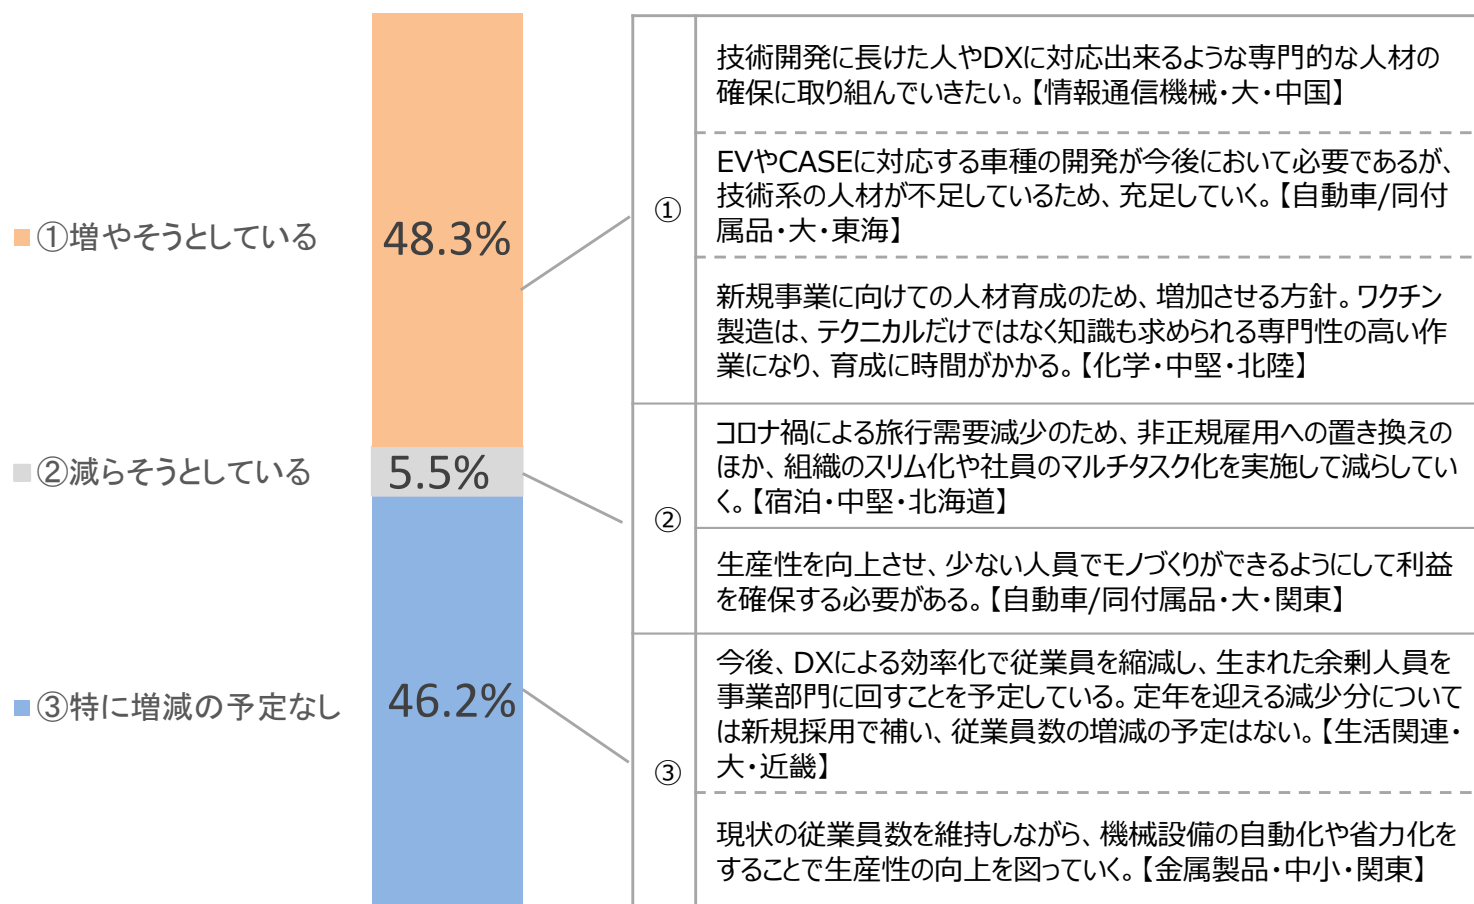 ①増やそうとしている
②減らそうとしている
③特に増減の予定なし
48.3%
5.5%
46.2%
①
技術開発に長けた人やDXに対応出来るような専門的な人材の
確保に取り組んでいきたい。【情報通信機械・大・中国】
EVやCASEに対応する車種の開発が今後において必要であるが、
技術系の人材が不足しているため、充足していく。【自動車/同付
属品・大・東海】
新規事業に向けての人材育成のため、増加させる方針。ワクチン
製造は、テクニカルだけではなく知識も求められる専門性の高い作
業になり、育成に時間がかかる。【化学・中堅・北陸】
②
コロナ禍による旅行需要減少のため、非正規雇用への置き換えの
ほか、組織のスリム化や社員のマルチタスク化を実施して減らしてい
く。【宿泊・中堅・北海道】
生産性を向上させ、少ない人員でモノづくりができるようにして利益
を確保する必要がある。【自動車/同付属品・大・関東】
③
今後、DXによる効率化で従業員を縮減し、生まれた余剰人員を
事業部門に回すことを予定している。定年を迎える減少分について
は新規採用で補い、従業員数の増減の予定はない。【生活関連・
大・近畿】
現状の従業員数を維持しながら、機械設備の自動化や省力化を
することで生産性の向上を図っていく。【金属製品・中小・関東】